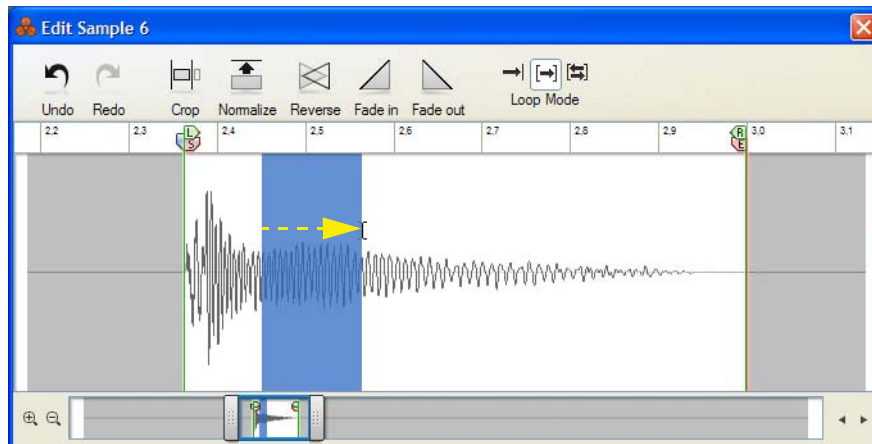 Edit Sample 6
Undo Redo Crop Normalize Reverse Fade in Fade out Loop Mode
2,2 2,3 2,4 2,5 2,6 2,7 2,8 2,9 3,0 3,1
L R
S E